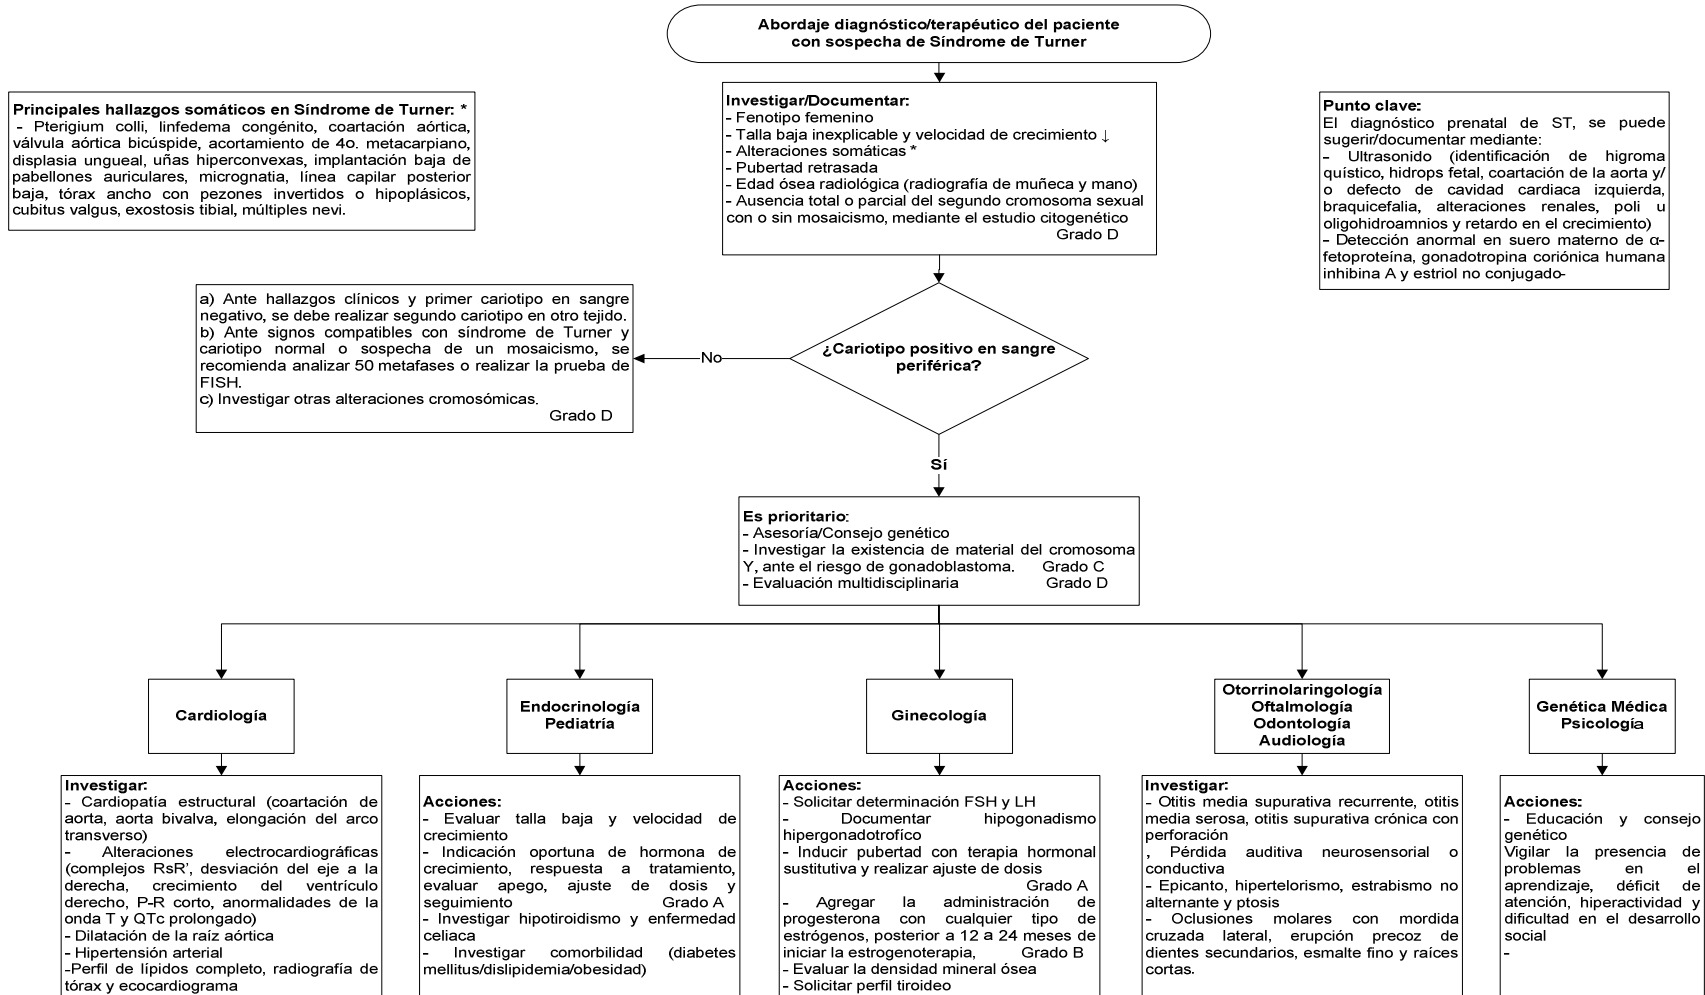 Abordaje diagnóstico/terapéutico del paciente
con sospecha de Síndrome de Turner
Principales hallazgos somáticos en Síndrome de Turner: *
- Pterigium colli, linfedema congénito, coartación aórtica,
válvula aórtica bicúspide, acortamiento de 4o. metacarpiano,
displasia ungueal, uñas hiperconvexas, implantación baja de
pabellones auriculares, micrognatia, línea capilar posterior
baja, tórax ancho con pezones invertidos o hipoplásicos,
cubitus valgus, exostosis tibial, múltiples nevi.
Investigar/Documentar:
- Fenotipo femenino
- Talla baja inexplicable y velocidad de crecimiento ↓
- Alteraciones somáticas *
- Pubertad retrasada
- Edad ósea radiológica (radiografía de muñeca y mano)
- Ausencia total o parcial del segundo cromosoma sexual
con o sin mosaicismo, mediante el estudio citogenético
Grado D
Punto clave:
El diagnóstico prenatal de ST, se puede
sugerir/documentar mediante:
- Ultrasonido (identificación de higroma
quístico, hidrops fetal, coartación de la aorta y/
o defecto de cavidad cardiaca izquierda,
braquicefalia, alteraciones renales, poli u
oligohidroamnios y retardo en el crecimiento)
- Detección anormal en suero materno de α-
fetoproteína, gonadotropina coriónica humana
inhibina A y estriol no conjugado-
a) Ante hallazgos clínicos y primer cariotipo en sangre
negativo, se debe realizar segundo cariotipo en otro tejido.
b) Ante signos compatibles con síndrome de Turner y
cariotipo normal o sospecha de un mosaicismo, se
recomienda analizar 50 metafases o realizar la prueba de
FISH.
c) Investigar otras alteraciones cromosómicas.
Grado D
No
¿Cariotipo positivo en sangre
periférica?
Sí
Es prioritario:
- Asesoría/Consejo genético
- Investigar la existencia de material del cromosoma
Y, ante el riesgo de gonadoblastoma. Grado C
- Evaluación multidisciplinaria Grado D
Cardiología
Investigar:
- Cardiopatía estructural (coartación de
aorta, aorta bivalva, elongación del arco
transverso)
- Alteraciones electrocardiográficas
(complejos RsR’, desviación del eje a la
derecha, crecimiento del ventrículo
derecho, P-R corto, anormalidades de la
onda T y QTc prolongado)
- Dilatación de la raíz aórtica
- Hipertensión arterial
-Perfil de lípidos completo, radiografía de
tórax y ecocardiograma
Endocrinología
Pediatría
Acciones:
- Evaluar talla baja y velocidad de
crecimiento
- Indicación oportuna de hormona de
crecimiento, respuesta a tratamiento,
evaluar apego, ajuste de dosis y
seguimiento Grado A
- Investigar hipotiroidismo y enfermedad
celiaca
- Investigar comorbilidad (diabetes
mellitus/dislipidemia/obesidad)
Ginecología
Acciones:
- Solicitar determinación FSH y LH
- Documentar hipogonadismo
hipergonadotrofíco
- Inducir pubertad con terapia hormonal
sustitutiva y realizar ajuste de dosis
Grado A
- Agregar la administración de
progesterona con cualquier tipo de
estrógenos, posterior a 12 a 24 meses de
iniciar la estrogenoterapia, Grado B
- Evaluar la densidad mineral ósea
- Solicitar perfil tiroideo
Otorrinolaringología
Oftalmología
Odontología
Audiología
Investigar:
- Otitis media supurativa recurrente, otitis
media serosa, otitis supurativa crónica con
perforación
, Pérdida auditiva neurosensorial o
conductiva
- Epicanto, hipertelorismo, estrabismo no
alternante y ptosis
- Oclusiones molares con mordida
cruzada lateral, erupción precoz de
dientes secundarios, esmalte fino y raíces
cortas.
Genética Médica
Psicología
Acciones:
- Educación y consejo
genético
Vigilar la presencia de
problemas en el
aprendizaje, déficit de
atención, hiperactividad y
dificultad en el desarrollo
social
-